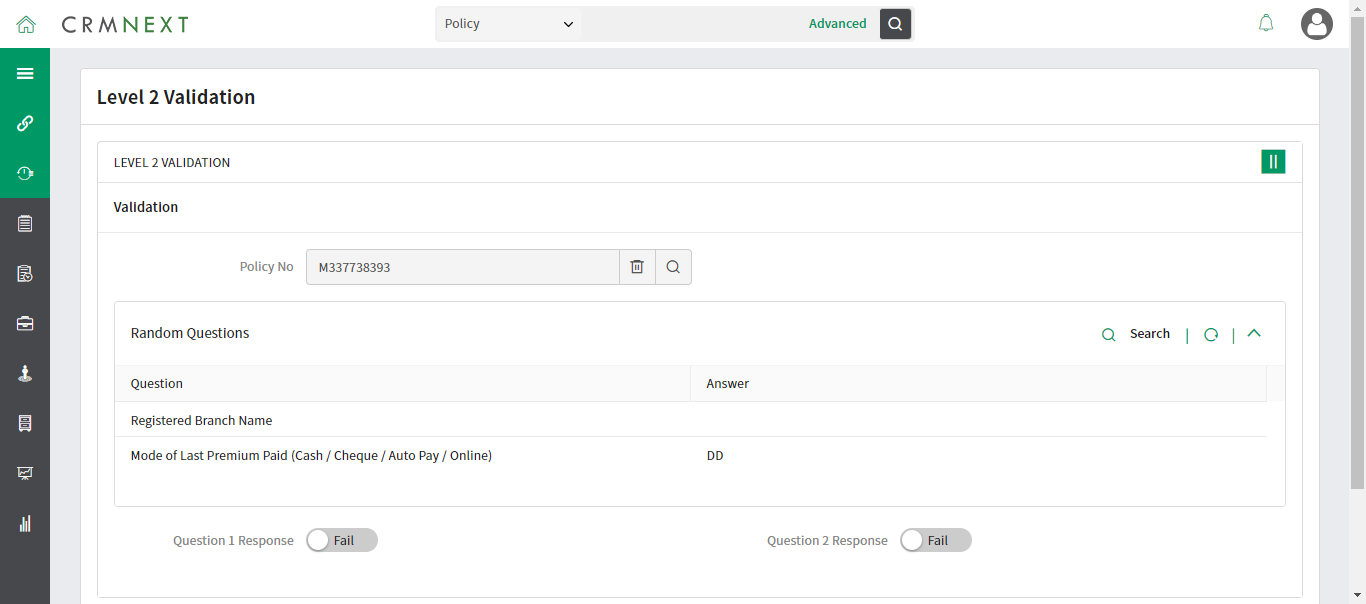 CRMNEXT
Policy
Advanced
Level 2 Validation
LEVEL 2 VALIDATION
Validation
Policy No
M337738393
Random Questions
Search
Question
Answer
Registered Branch Name
Mode of Last Premium Paid (Cash / Cheque / Auto Pay / Online)
DD
Question 1 Response
Fail
Question 2 Response
Fail